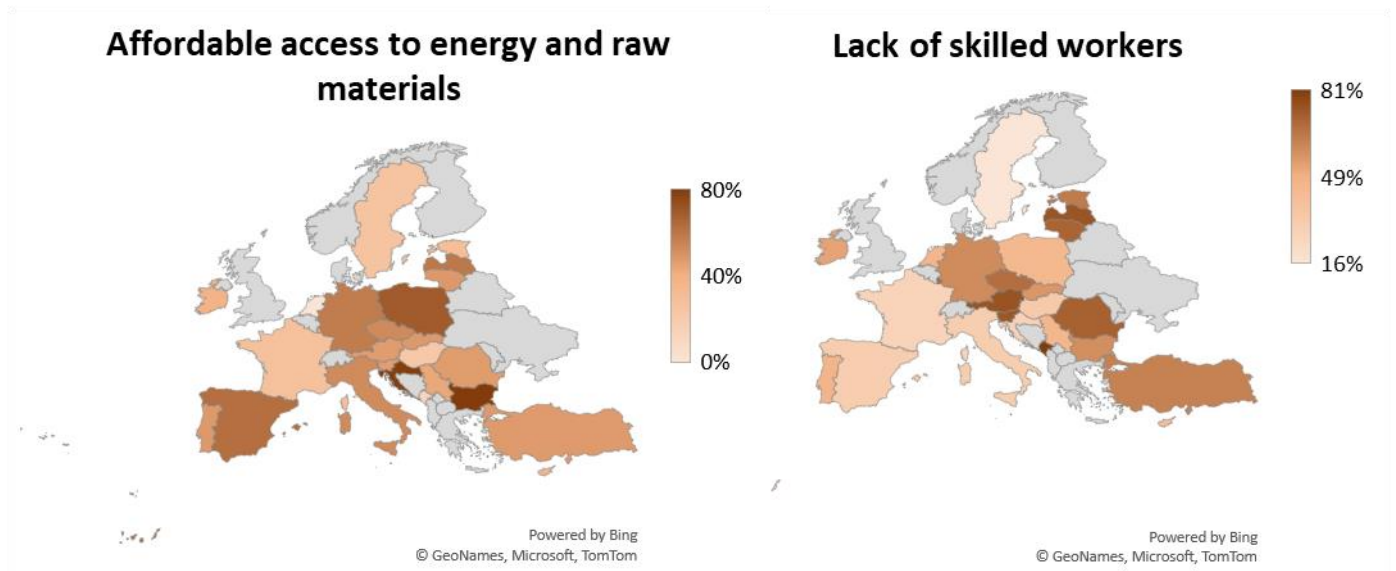 Affordable access to energy and raw
materials
80%
40%
0%
Powered by Bing
© GeoNames, Microsoft, TomTom
Lack of skilled workers
81%
49%
16%
Powered by Bing
© GeoNames, Microsoft, TomTom